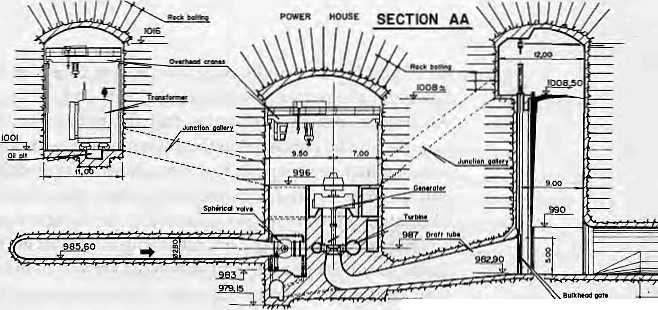 POWER HOUSE SECTION AA
Rock bolting
1016
Overhead cranes
Transformer
1001
Oil pit
11,00
Junction gallery
Rock bolting
1008
9.50
7.00
996
Generator
Spherical valve
Turbine
987
Draft tube
985,60
983
979,15
12,00
1008,50
Junction gallery
9.00
990
982,90
5.00
Bulkhead gate